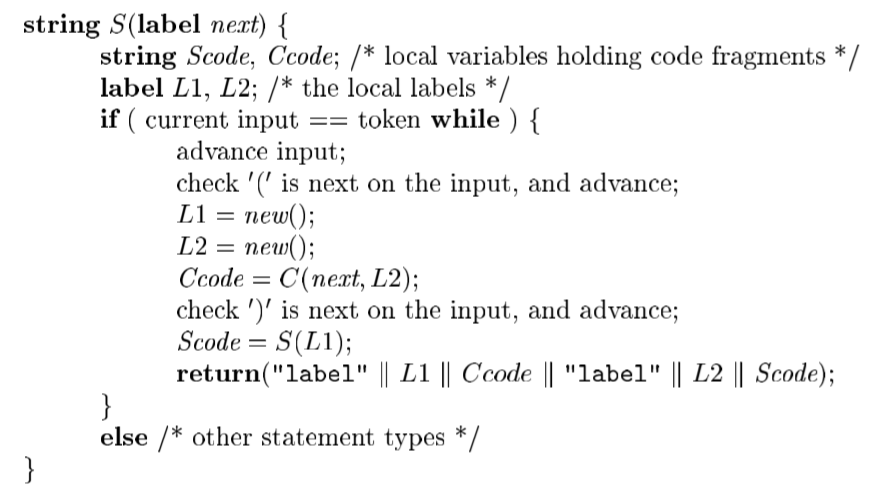 string S(label next) {
string Scode, Ccode; /* local variables holding code fragments */
label L1, L2; /* the local labels */
if ( current input == token while ) {
advance input;
check '(' is next on the input, and advance;
L1 = new();
L2 = new();
Ccode = C(next, L2);
check ')' is next on the input, and advance;
Scode = S(L1);
return("label" || L1 || Ccode || "label" || L2 || Scode);
}
else /* other statement types */
}